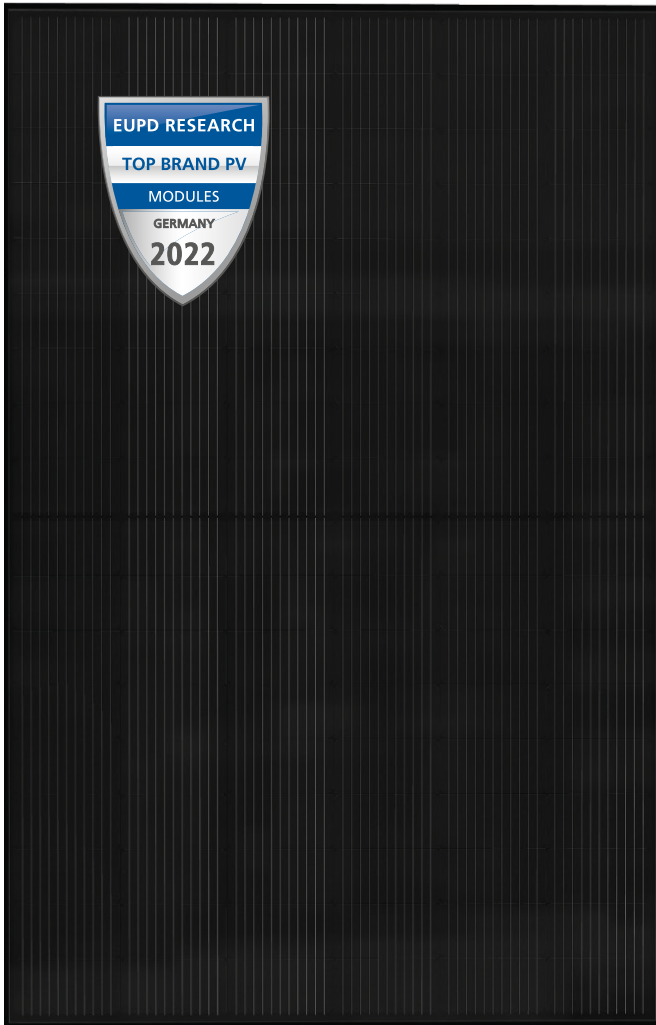 EUPD RESEARCH
TOP BRAND PV
MODULES
GERMANY
2022